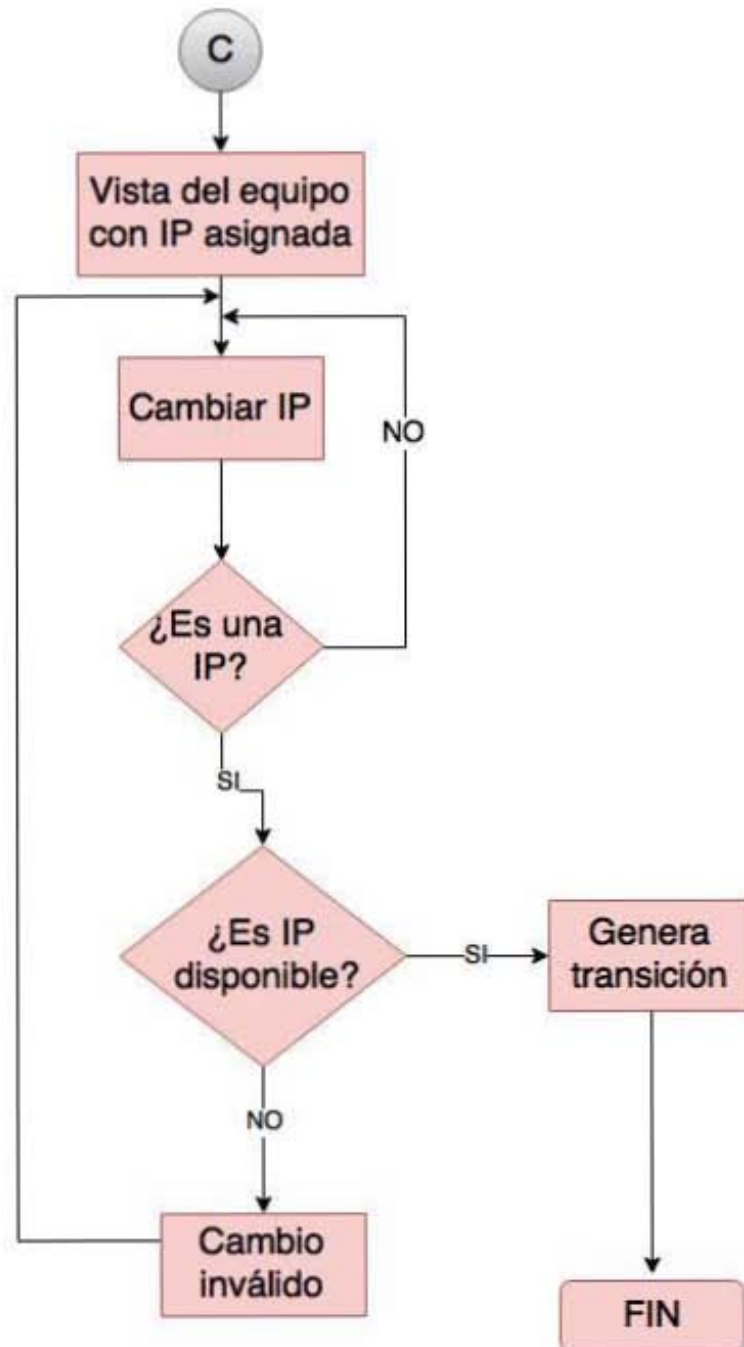 C
Vista del equipo
con IP asignada
Cambiar IP
NO
¿Es una
IP?
SI
¿Es IP
disponible?
SI
Genera
transición
NO
Cambio
inválido
FIN